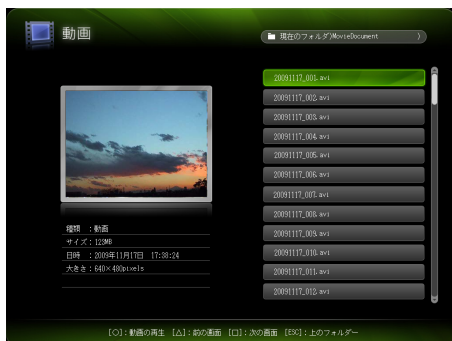 動画
現在のフォルダ)MovieDocument
20091117_001.avi
20091117_002.avi
20091117_003.avi
20091117_004.avi
20091117_005.avi
20091117_006.avi
20091117_007.avi
20091117_008.avi
20091117_009.avi
20091117_010.avi
20091117_011.avi
20091117_012.avi
種類 :動画
サイズ:123MB
日時 :2009年11月17日 17:38:24
大きさ:640×480pixels
[○]:動画の再生 [△]:前の画面 [□]:次の画面 [ESC]:上のフォルダー